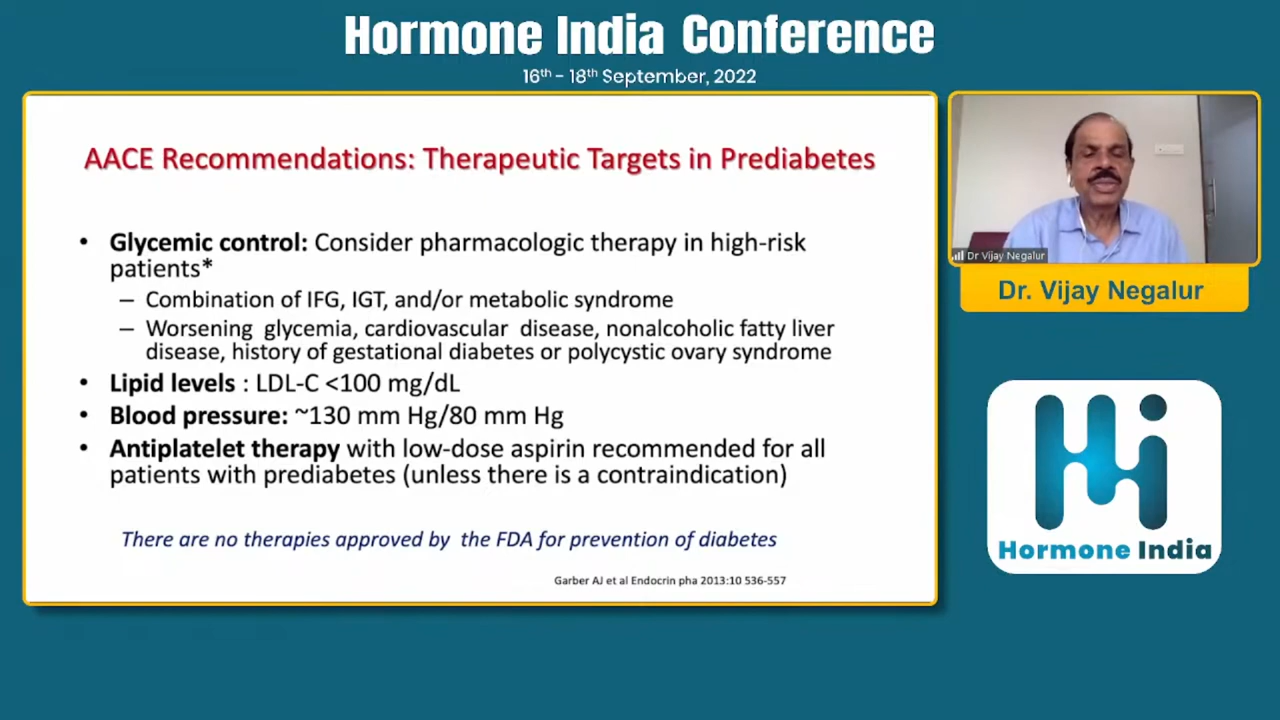 Hormone India Conference
16th - 18th September, 2022
AACE Recommendations: Therapeutic Targets in Prediabetes
• Glycemic control: Consider pharmacologic therapy in high-risk
patients*
– Combination of IFG, IGT, and/or metabolic syndrome
– Worsening glycemia, cardiovascular disease, nonalcoholic fatty liver
disease, history of gestational diabetes or polycystic ovary syndrome
• Lipid levels : LDL-C <100 mg/dL
• Blood pressure: ~130 mm Hg/80 mm Hg
• Antiplatelet therapy with low-dose aspirin recommended for all
patients with prediabetes (unless there is a contraindication)
There are no therapies approved by the FDA for prevention of diabetes
Garber AJ et al Endocrin pha 2013:10 536-557
Dr Vijay Negalur
Dr. Vijay Negalur
Hormone India